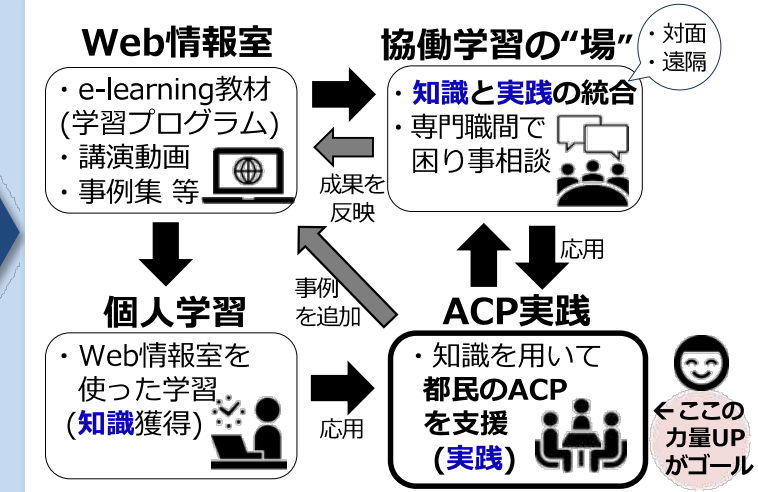 Web情報室
・e-learning教材
(学習プログラム)
・講演動画
・事例集 等
協働学習の“場”
・対面
・遠隔
・知識と実践の統合
・専門職間で
困り事相談
成果を
反映
応用
事例
を追加
個人学習
・Web情報室を
使った学習
(知識獲得)
応用
ACP実践
・知識を用いて
都民のACP
を支援
(実践)
←ここの
力量UP
がゴール